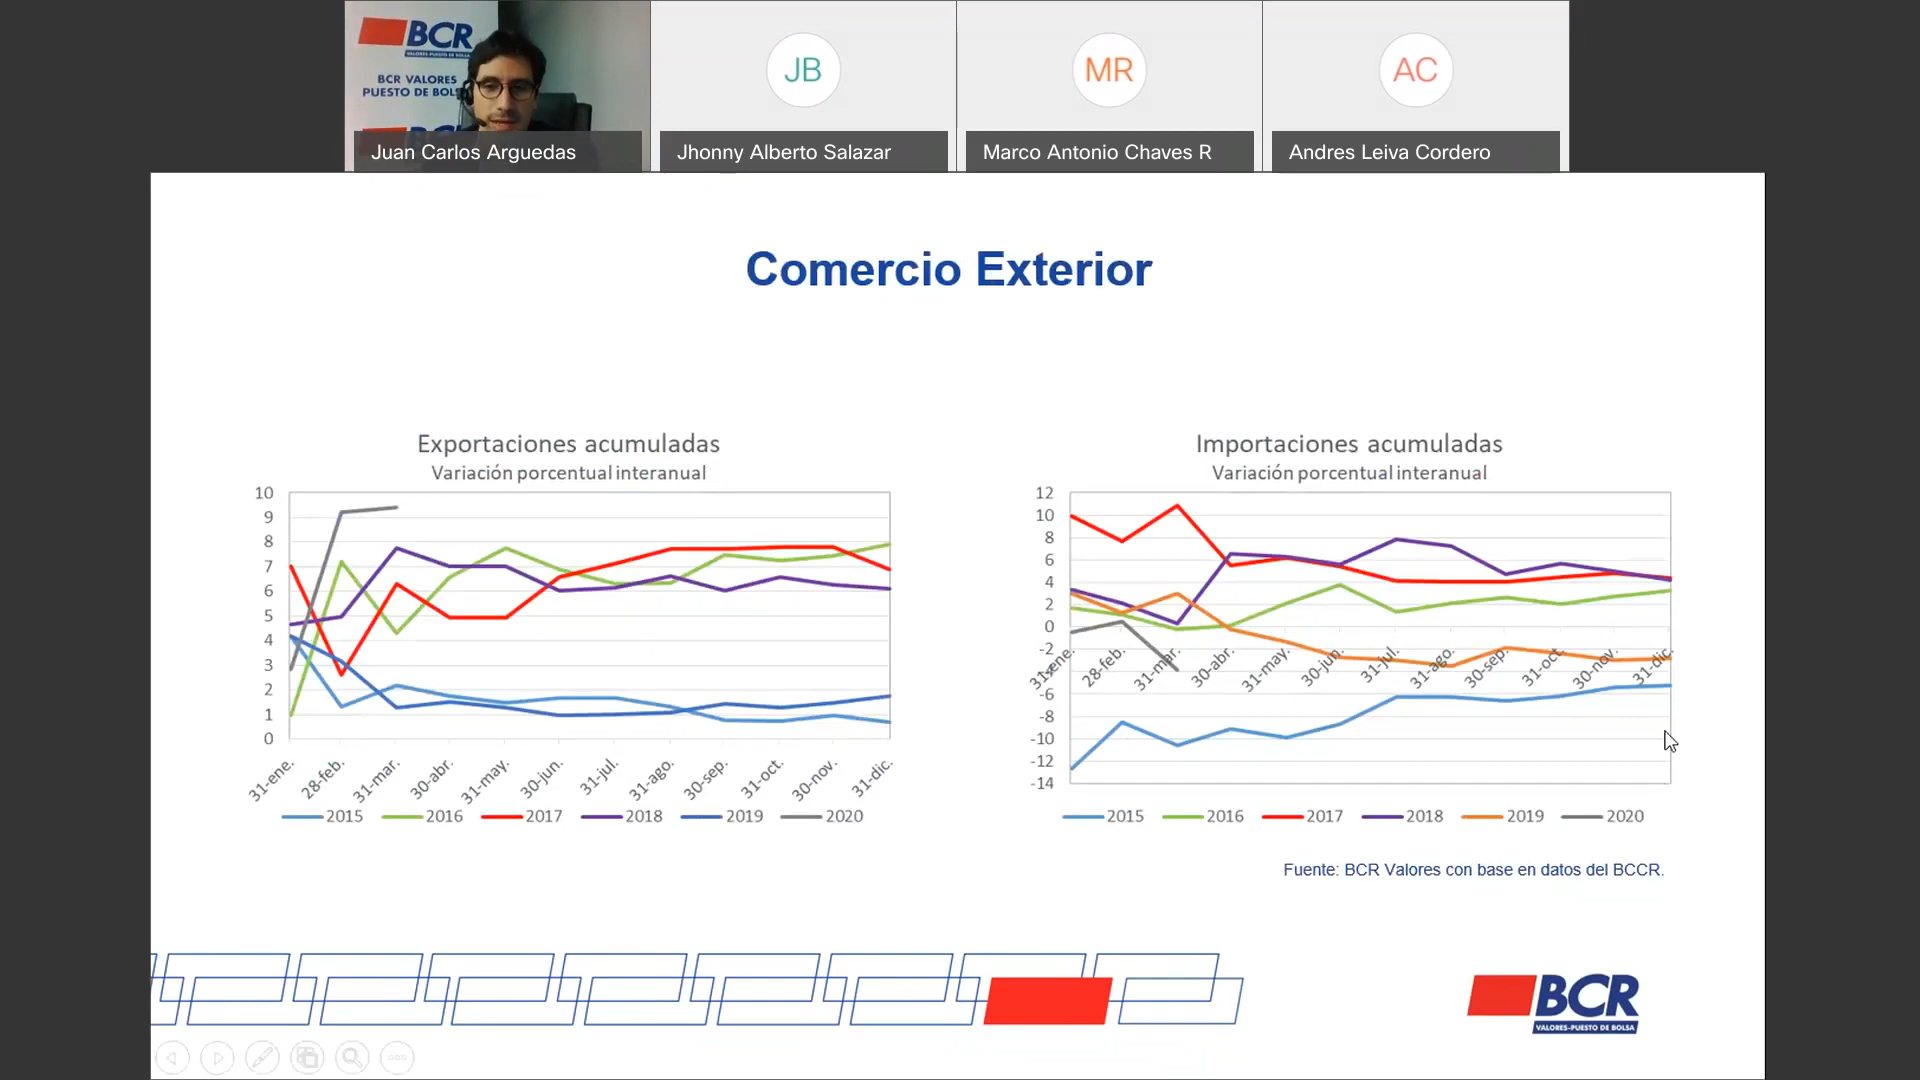 BCR
VALORES-PUESTO DE BOLSA
BCR VALORES
PUESTO DE BOLS
JB
MR
AC
Juan Carlos Arguedas
Jhonny Alberto Salazar
Marco Antonio Chaves R
Andres Leiva Cordero
Comercio Exterior
Exportaciones acumuladas
Variación porcentual interanual
10
9
8
7
6
5
4
3
2
1
0
31-ene.
28-feb.
31-mar.
30-abr.
31-may.
30-jun.
31-jul.
31-ago.
30-sep.
31-oct.
30-nov.
31-dic.
2015 2016 2017 2018 2019 2020
Importaciones acumuladas
Variación porcentual interanual
12
10
8
6
4
2
0
-2
-4
-6
-8
-10
-12
-14
31-ene.
28-feb.
31-mar.
30-abr.
31-may.
30-jun.
31-jul.
31-ago.
30-sep.
31-oct.
30-nov.
31-dic.
2015 2016 2017 2018 2019 2020
Fuente: BCR Valores con base en datos del BCCR.
BCR
VALORES-PUESTO DE BOLSA